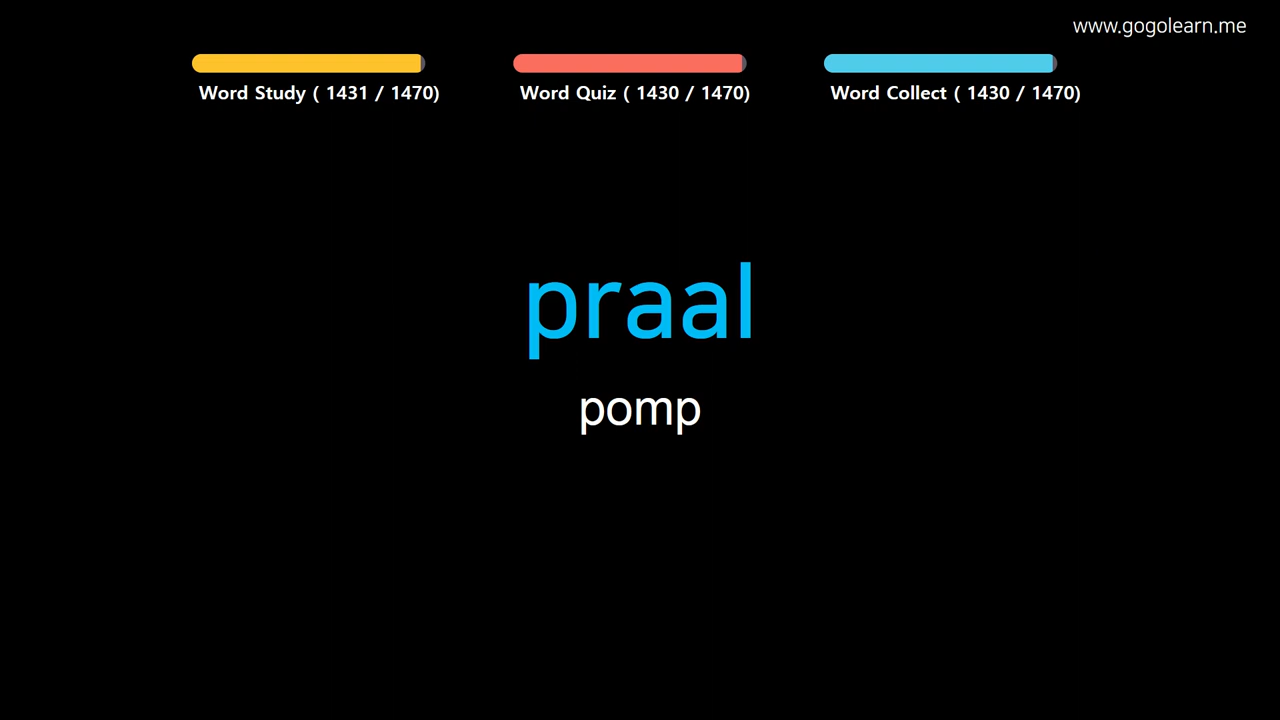 www.gogolearn.me
Word Study ( 1431 / 1470)
Word Quiz ( 1430 / 1470)
Word Collect ( 1430 / 1470)
praal
pomp